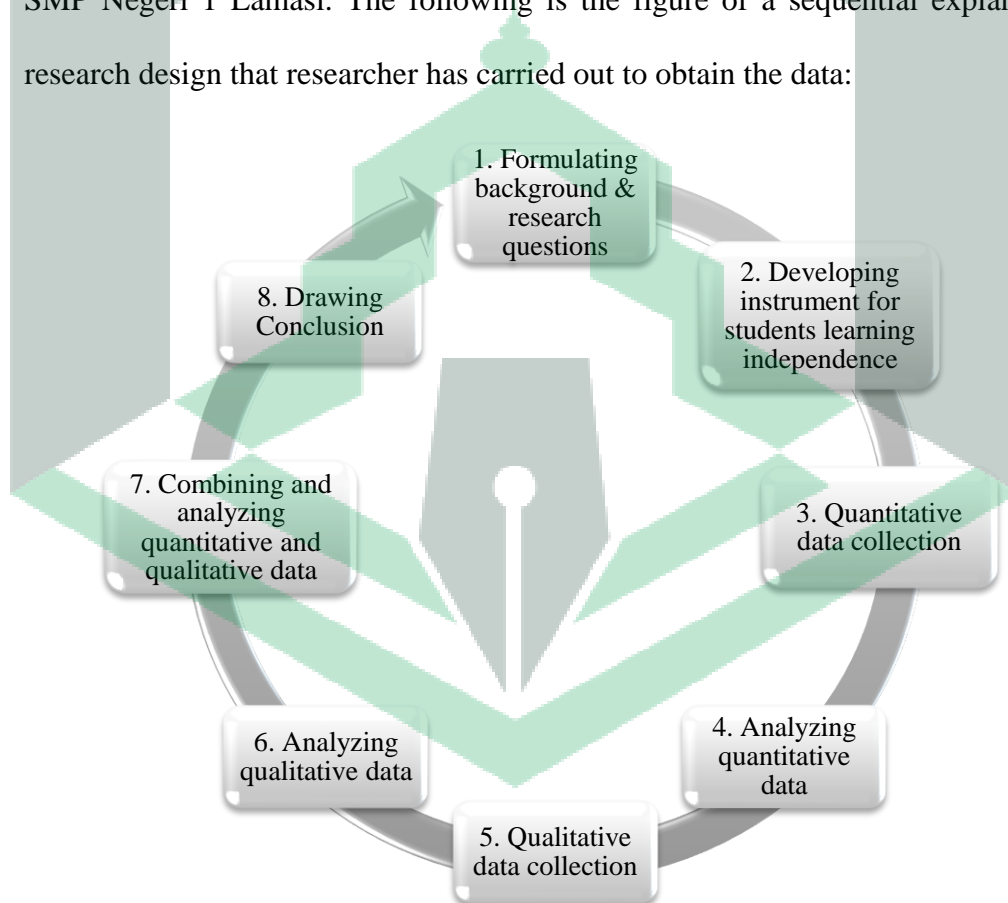 SMP Negeri 1 Lamasi. The following is the figure of a sequential
research design that researcher has carried out to obtain the data:
1. Formulating
background &
research
questions
2. Developing
instrument for
students learning
independence
3. Quantitative
data collection
4. Analyzing
quantitative
data
5. Qualitative
data collection
6. Analyzing
qualitative data
7. Combining and
analyzing
quantitative and
qualitative data
8. Drawing
Conclusion